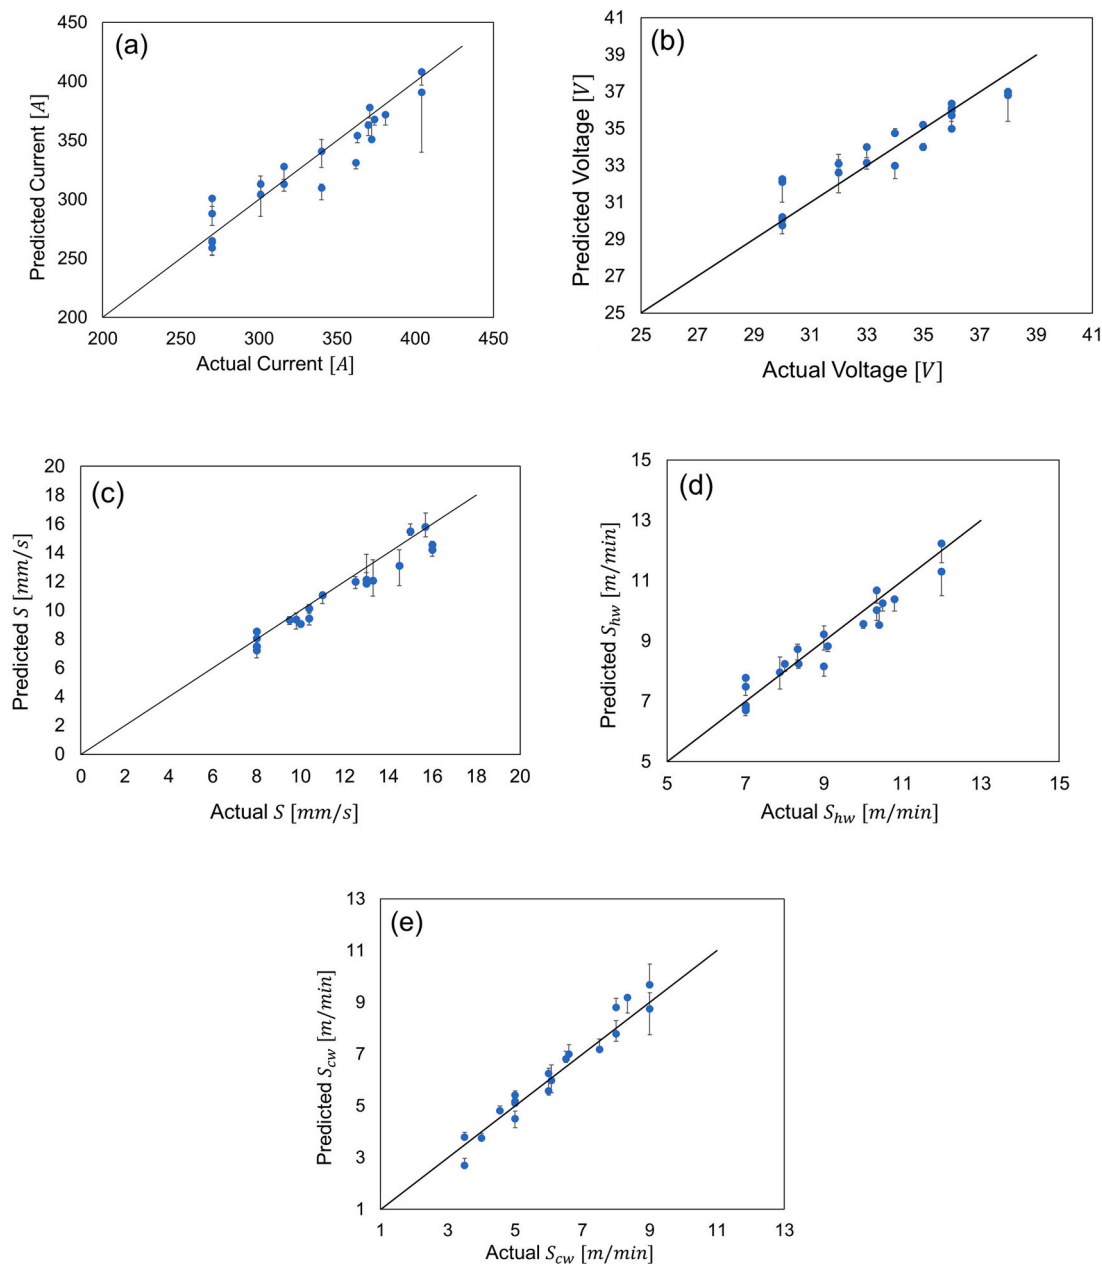 (a)
Predicted Current [A]
450
400
350
300
250
200
200 250 300 350 400 450
Actual Current [A]
(b)
Predicted Voltage [V]
41
39
37
35
33
31
29
27
25
25 27 29 31 33 35 37 39 41
Actual Voltage [V]
(c)
Predicted S [mm/s]
20
18
16
14
12
10
8
6
4
2
0
0 2 4 6 8 10 12 14 16 18 20
Actual S [mm/s]
(d)
Predicted S_hw [m/min]
15
13
11
9
7
5
5 7 9 11 13 15
Actual S_hw [m/min]
(e)
Predicted S_cw [m/min]
13
11
9
7
5
3
1
1 3 5 7 9 11 13
Actual S_cw [m/min]